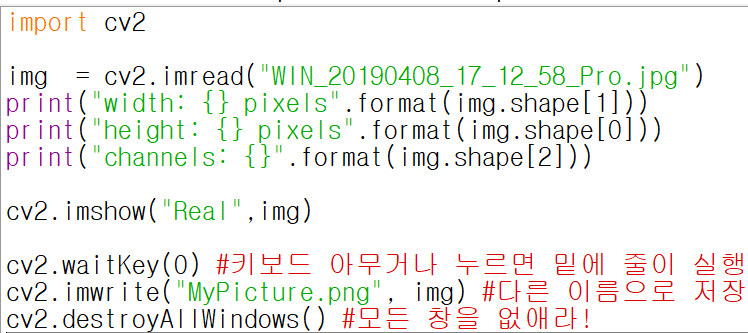 import cv2
img = cv2.imread("WIN_20190408_17_12_58_Pro.jpg")
print("width: {} pixels".format(img.shape[1]))
print("height: {} pixels".format(img.shape[0]))
print("channels: {}".format(img.shape[2]))
cv2.imshow("Real",img)
cv2.waitKey(0) #키보드 아무거나 누르면 밑에 줄이 실행
cv2.imwrite("MyPicture.png", img) #다른 이름으로 저장
cv2.destroyAllWindows() #모든 창을 없애라!